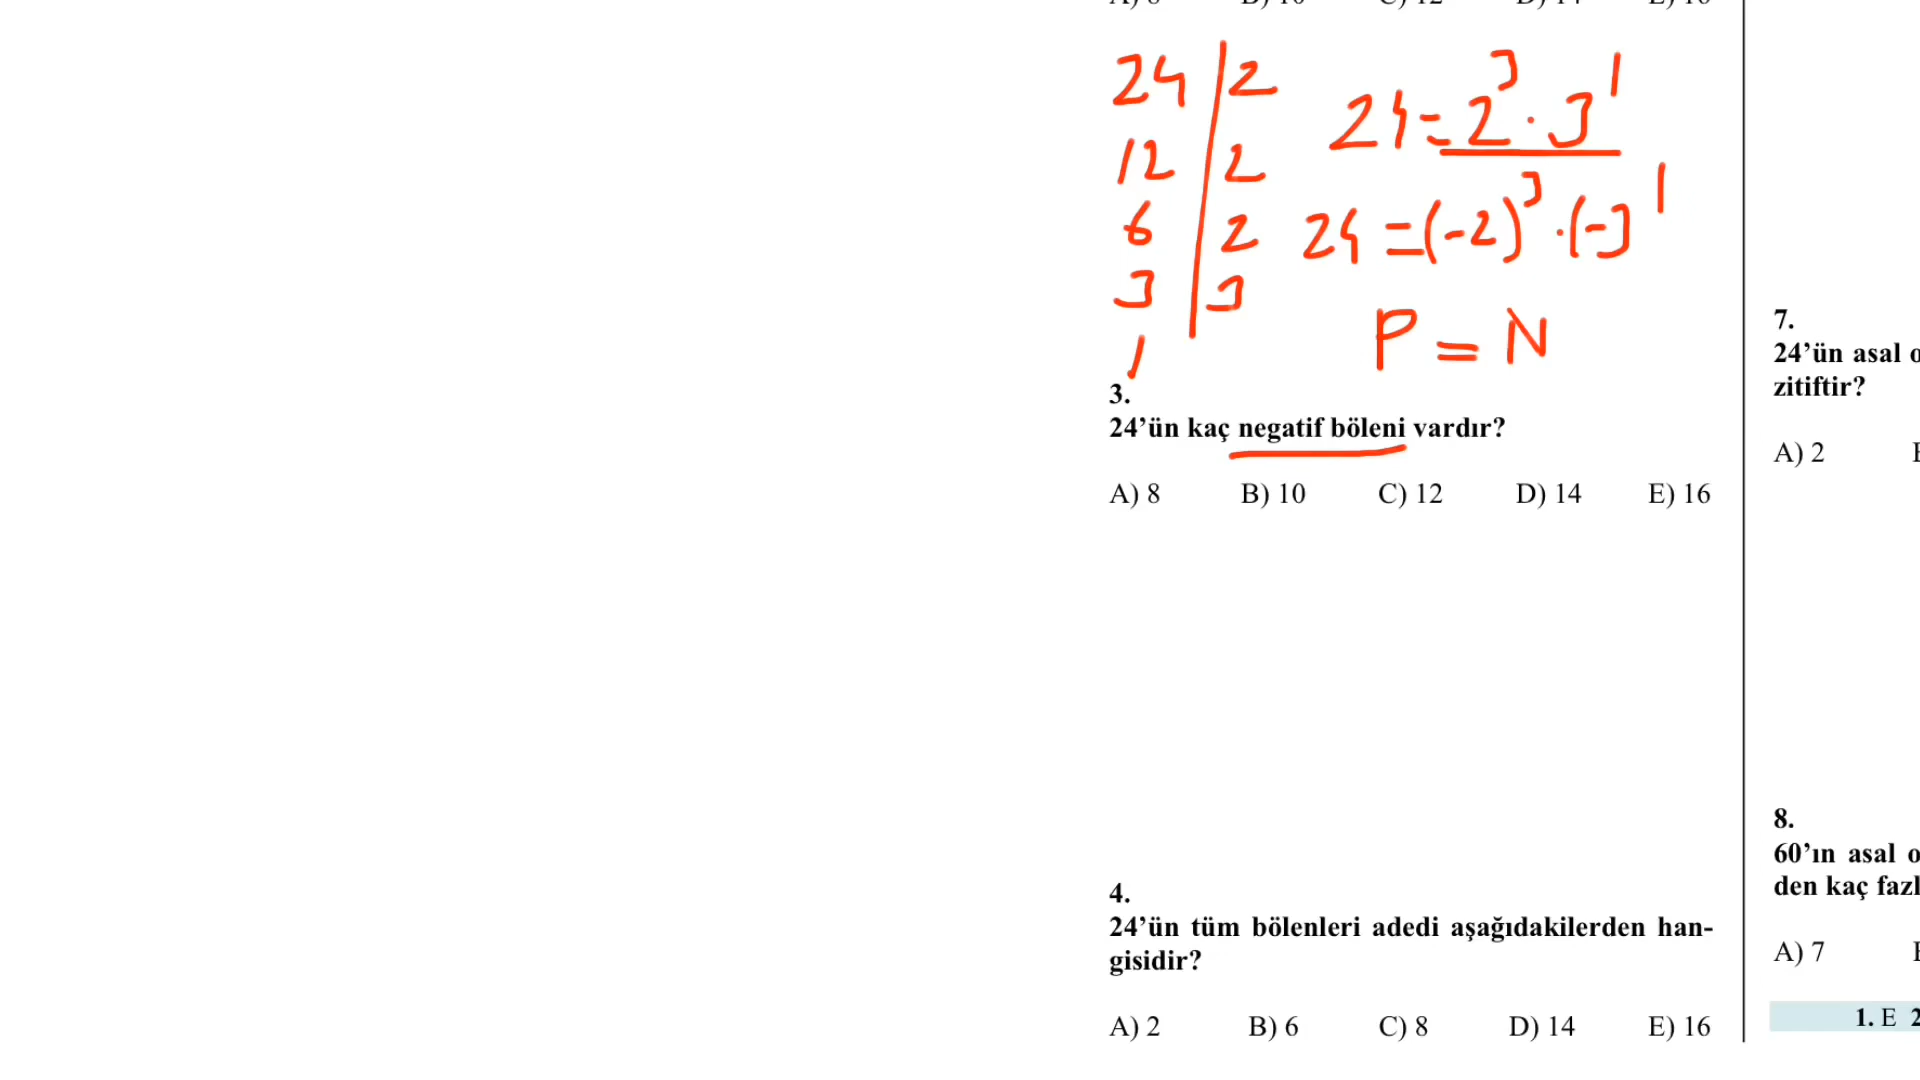 24 2
12 2
6 2
3 3
1
24=2³·3¹
24=(-2)³·(-3¹
P=N
3.
24’ün kaç negatif böleni vardır?
A) 8 B) 10 C) 12 D) 14 E) 16
4.
24’ün tüm bölenleri adedi aşağıdakilerden han-
gisidir?
A) 2 B) 6 C) 8 D) 14 E) 16
7.
24’ün asal
zitiftir?
A) 2
8.
60’ın asal
den kaç fazl
A) 7
1. E 2